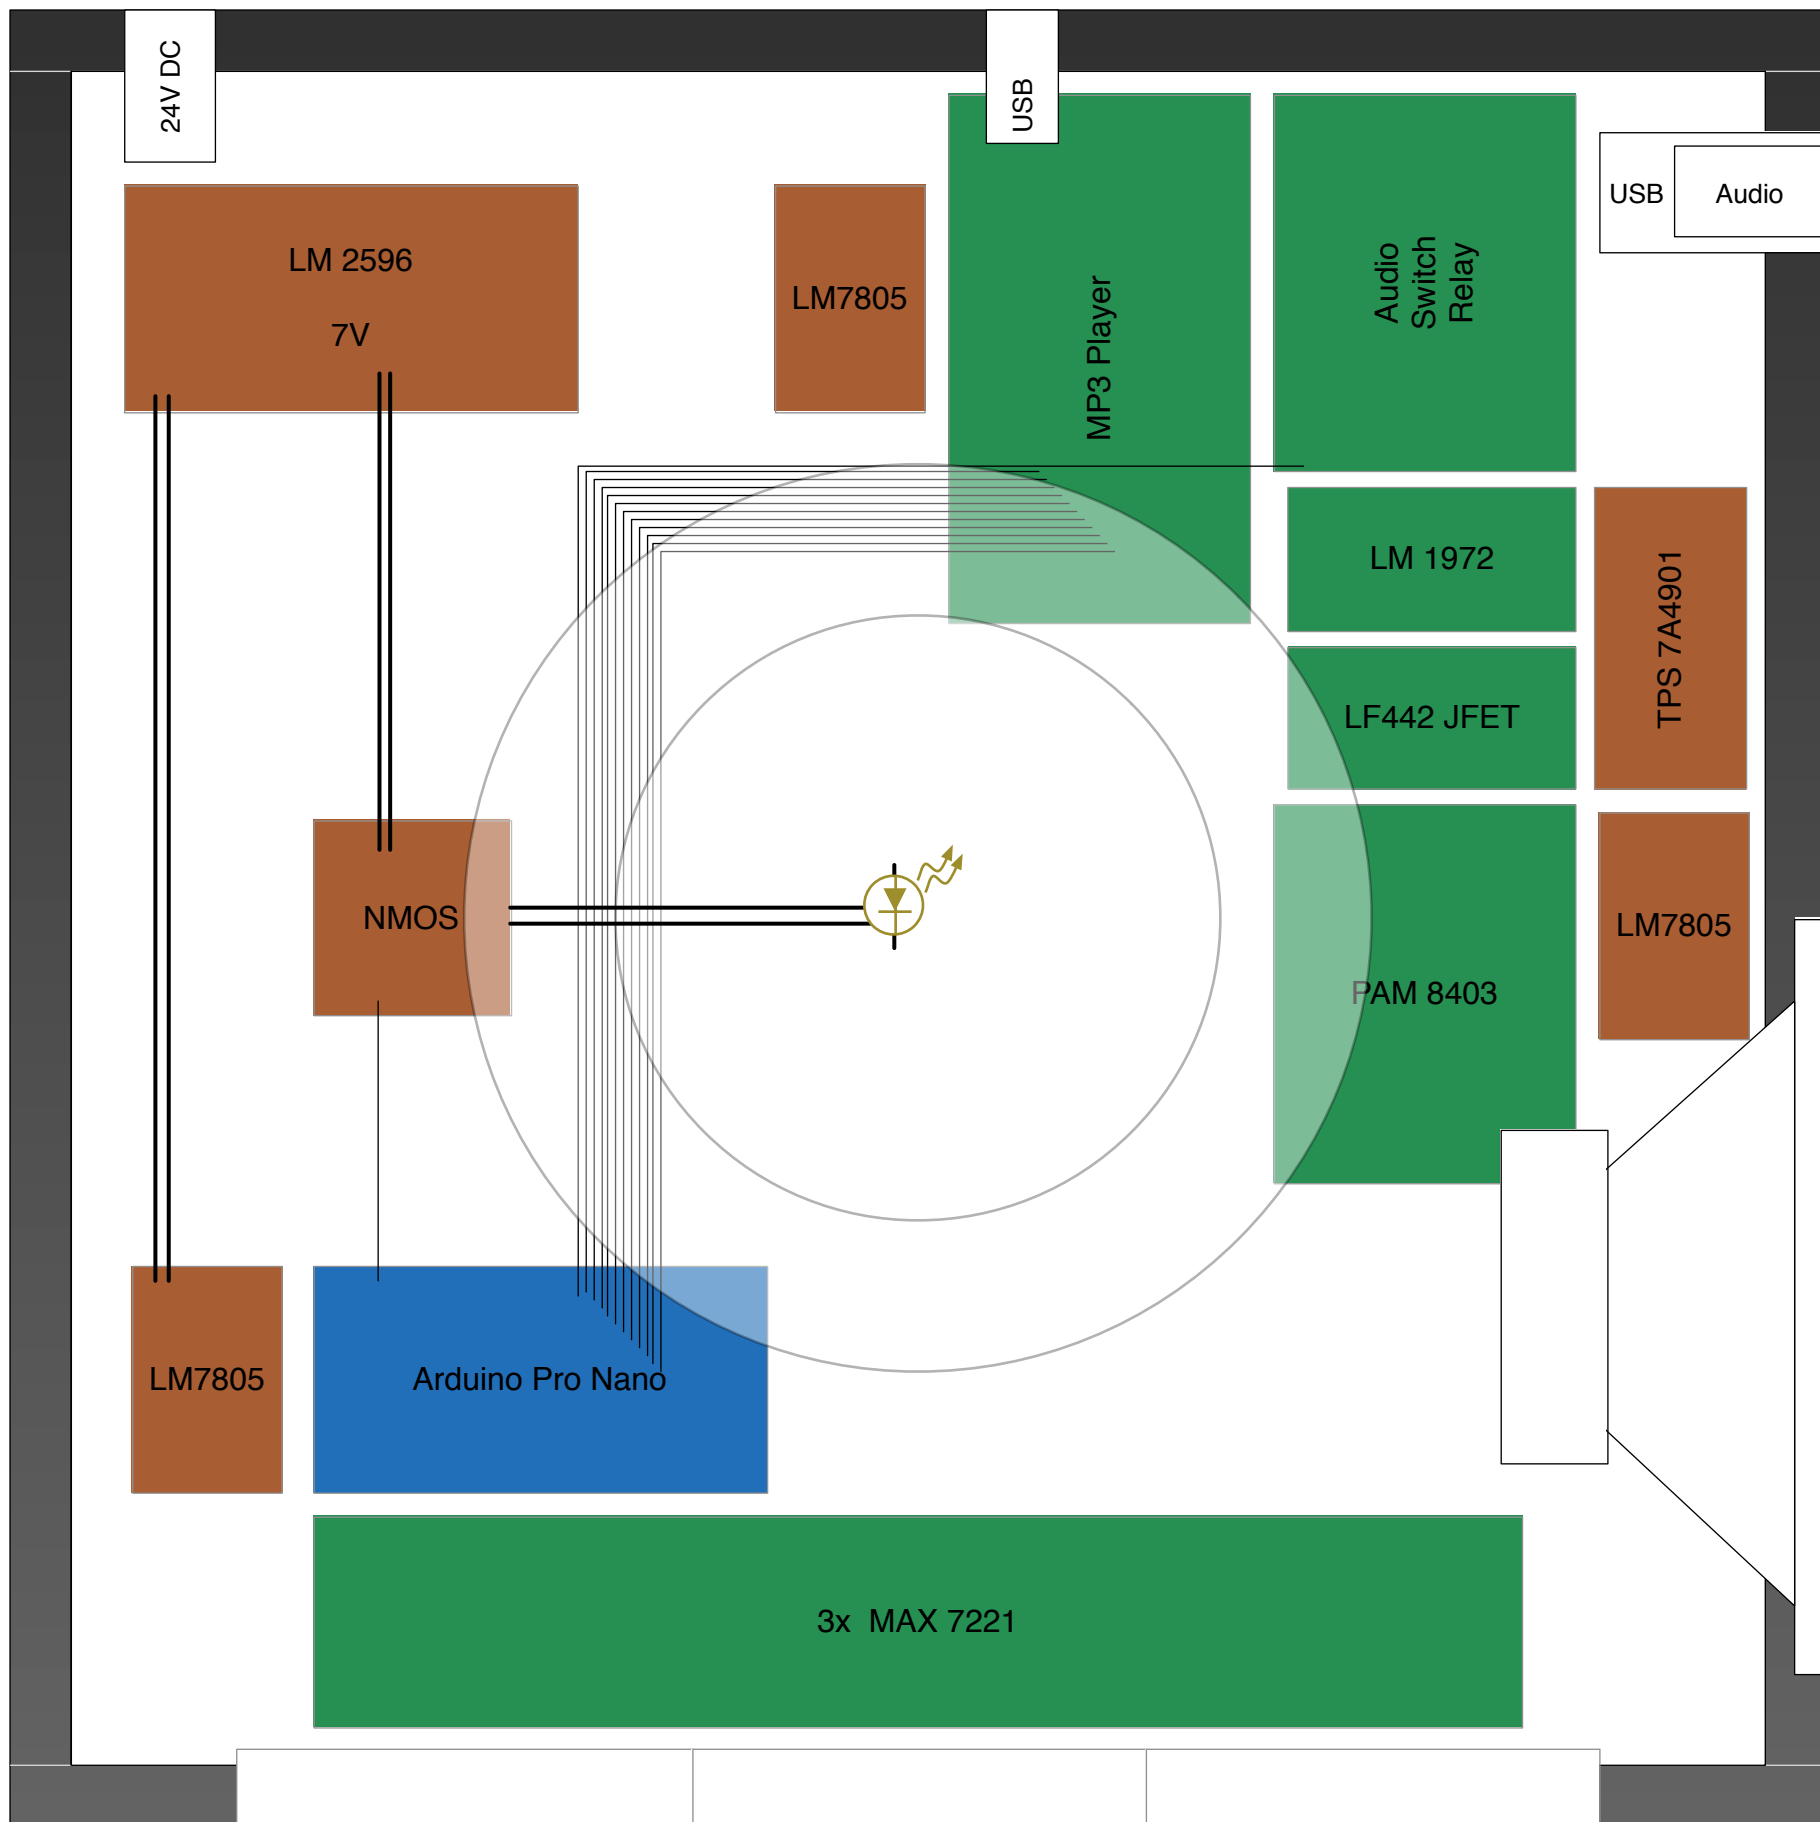 24V DC
USB
USB
Audio
LM 2596
7V
LM7805
MP3 Player
Audio
Switch
Relay
LM 1972
TPS 7A4901
LF442 JFET
NMOS
PAM 8403
LM7805
LM7805
Arduino Pro Nano
3x  MAX 7221